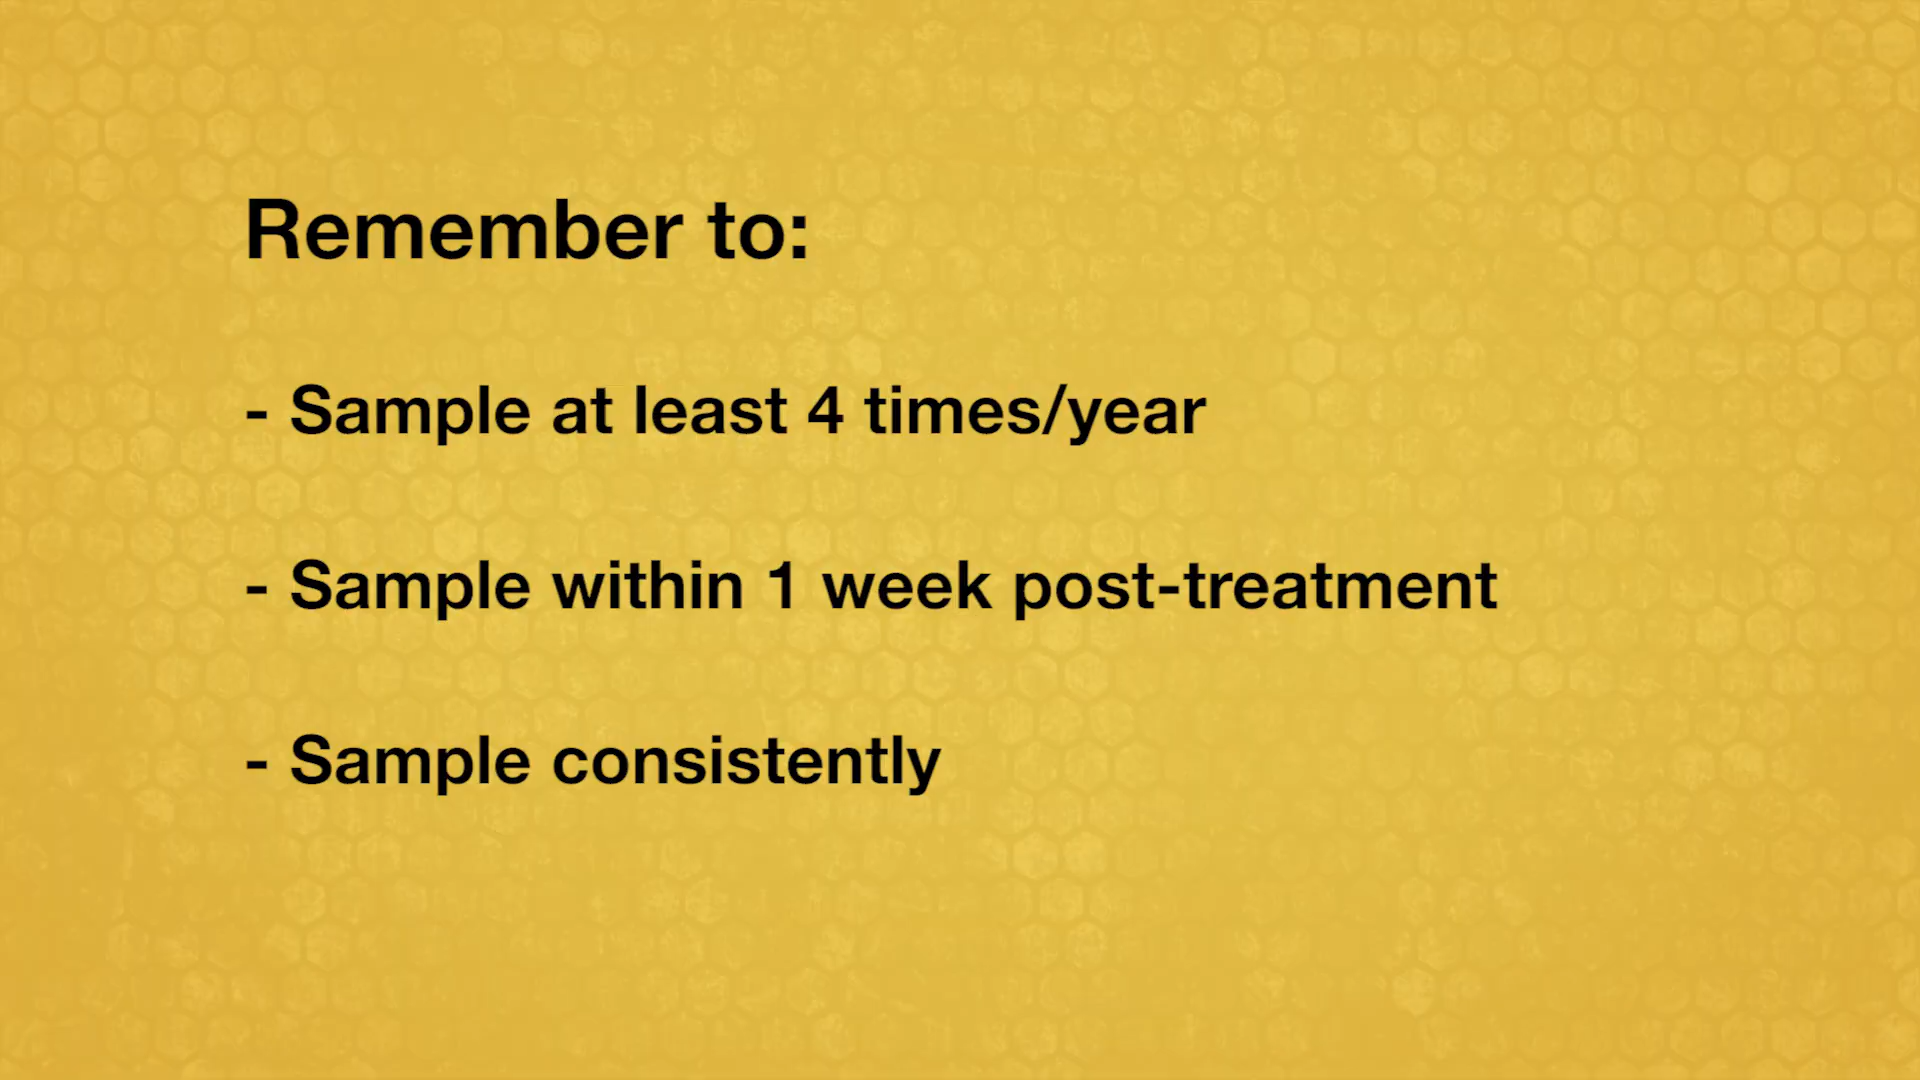 Remember to:
- Sample at least 4 times/year
- Sample within 1 week post-treatment
- Sample consistently